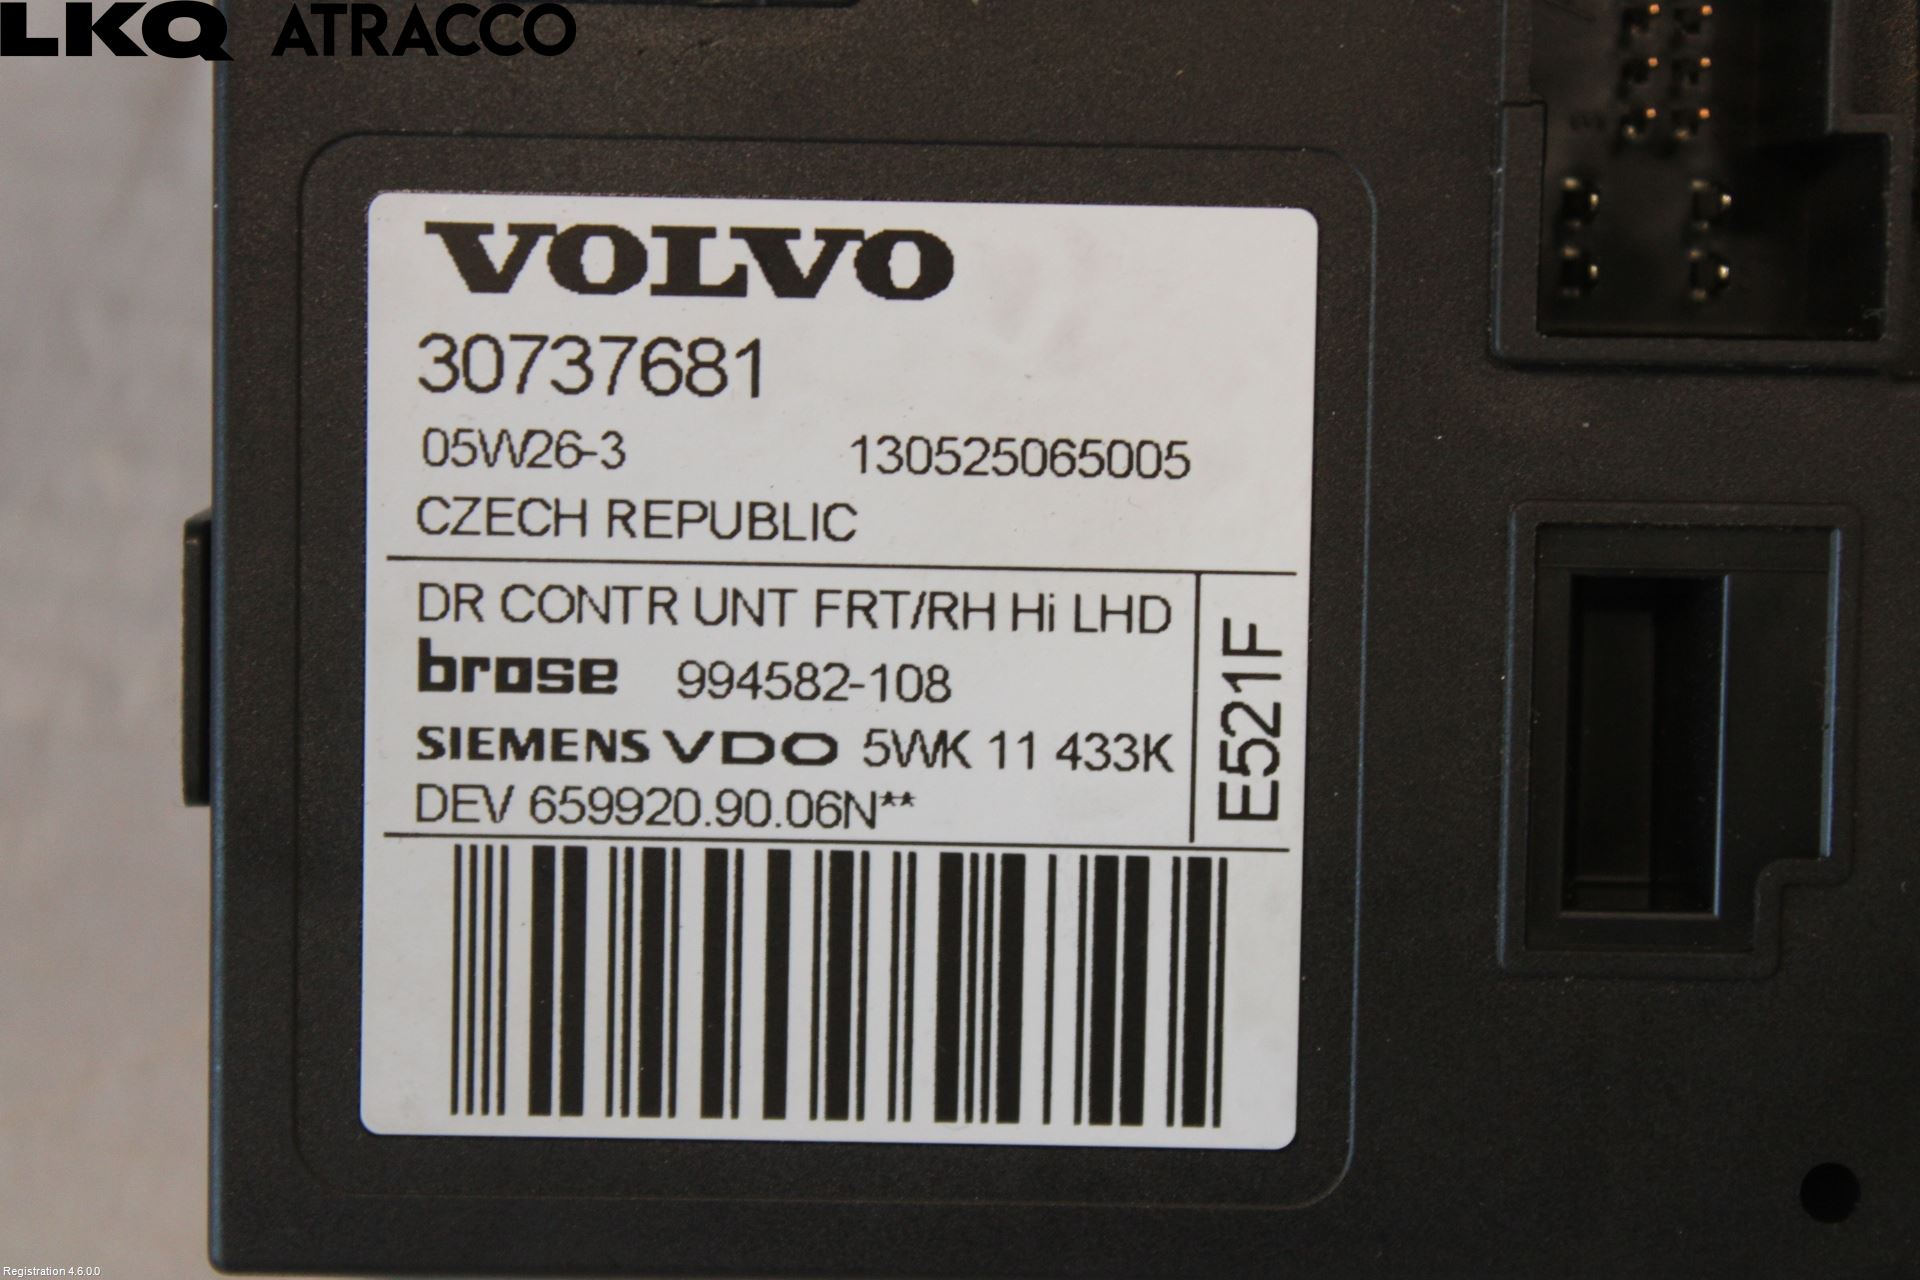 LKQ ATRACCO
VOLVO
30737681
05W26-3 130525065005
CZECH REPUBLIC
DR CONTR UNT FRT/RH Hi LHD
brose 994582-108
SIEMENS VDO 5WK 11 433K
DEV 659920.90.06N**
E521F
Registration 4.6.0.0